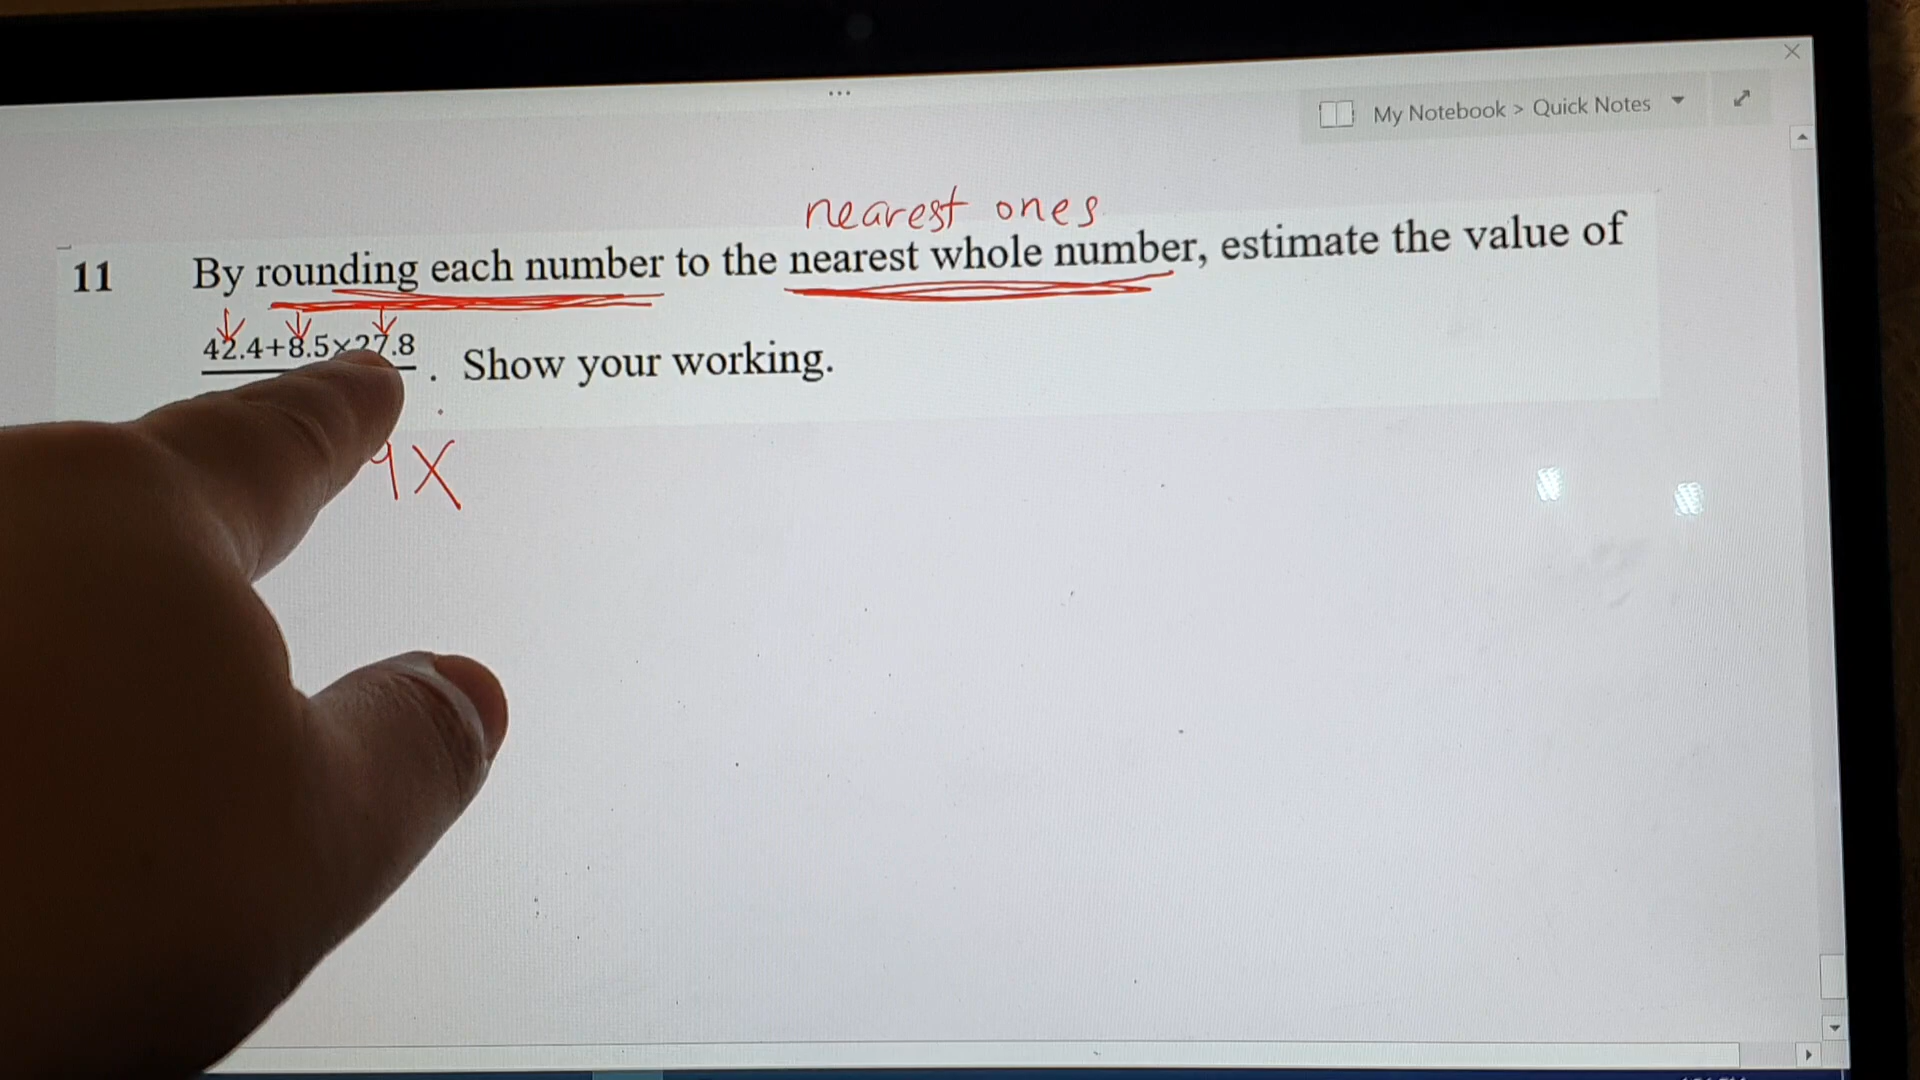 My Notebook > Quick Notes
nearest ones
11 By rounding each number to the nearest whole number, estimate the value of
42.4+8.5×27.8 . Show your working.
9X